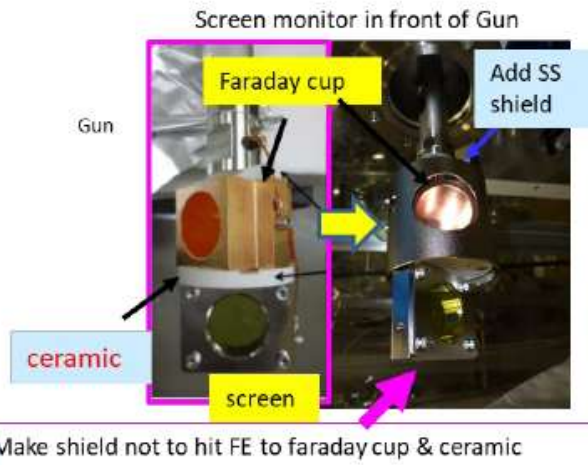 Screen monitor in front of Gun
Faraday cup
Add SS
shield
Gun
ceramic
screen
Make shield not to hit FE to faraday cup & ceramic